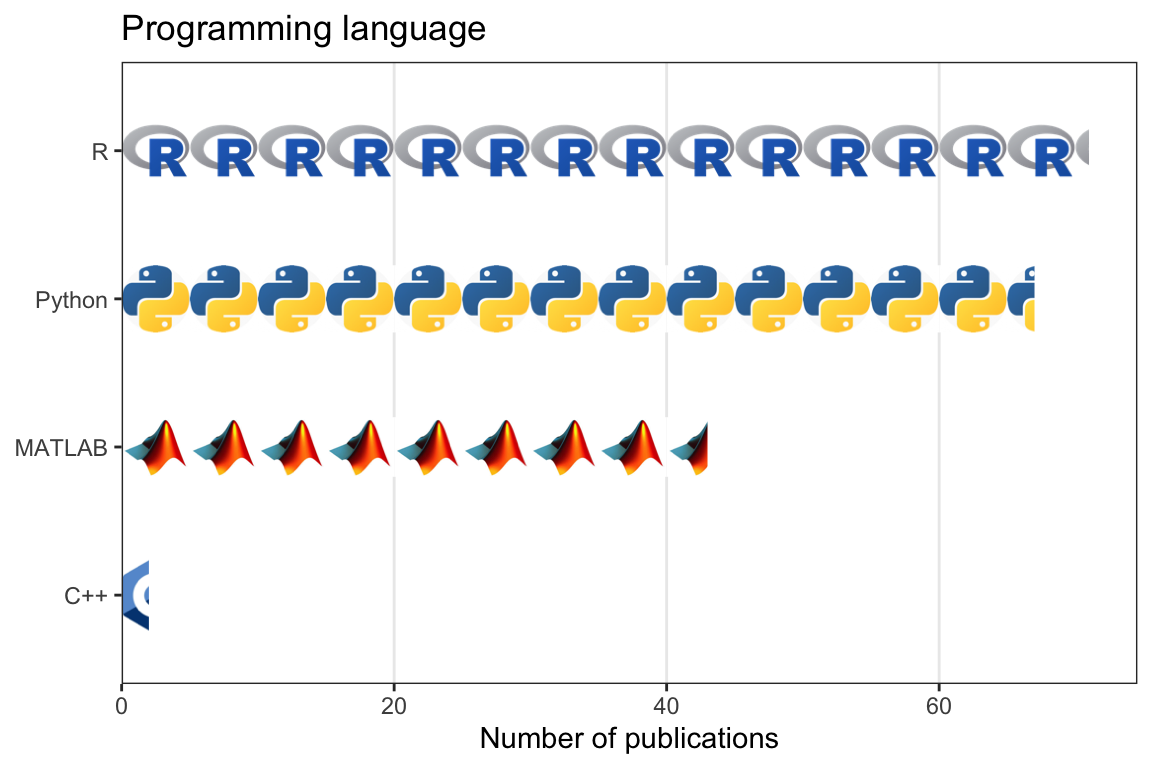 Programming language
R
R R R R R R R R R R R R R R
Python
MATLAB
C++
0 20 40 60
Number of publications